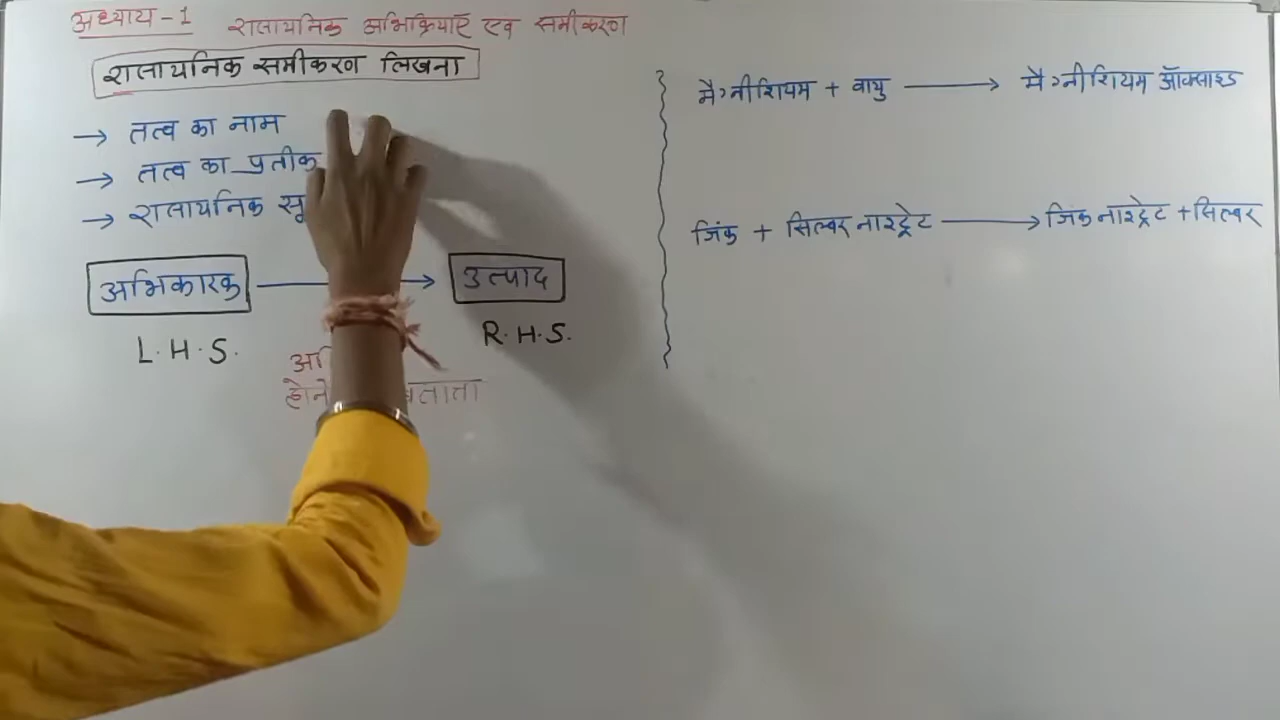 अध्याय - 1 रासायनिक अभिक्रियाएँ एवं समीकरण
रासायनिक समीकरण लिखना
→ तत्व का नाम
→ तत्व का प्रतीक
→ रासायनिक
अभिकारक → उत्पाद
L.H.S. R.H.S.
मैग्नीशियम + वायु → मैग्नीशियम ऑक्साइड
जिंक + सिल्वर नाइट्रेट → जिंक नाइट्रेट + सिल्वर